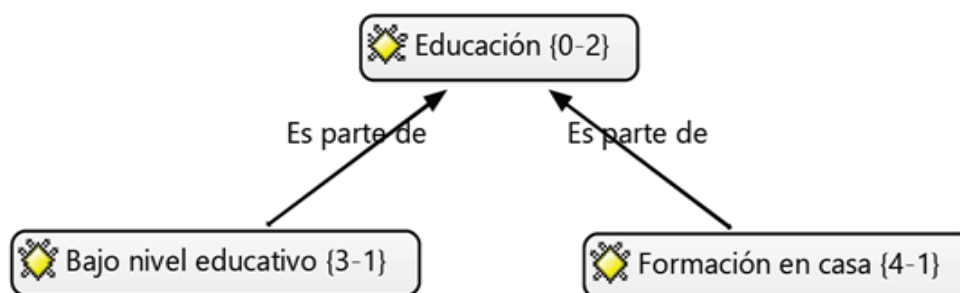 Educación {0-2}
Es parte de
Es parte de
Bajo nivel educativo {3-1}
Formación en casa {4-1}